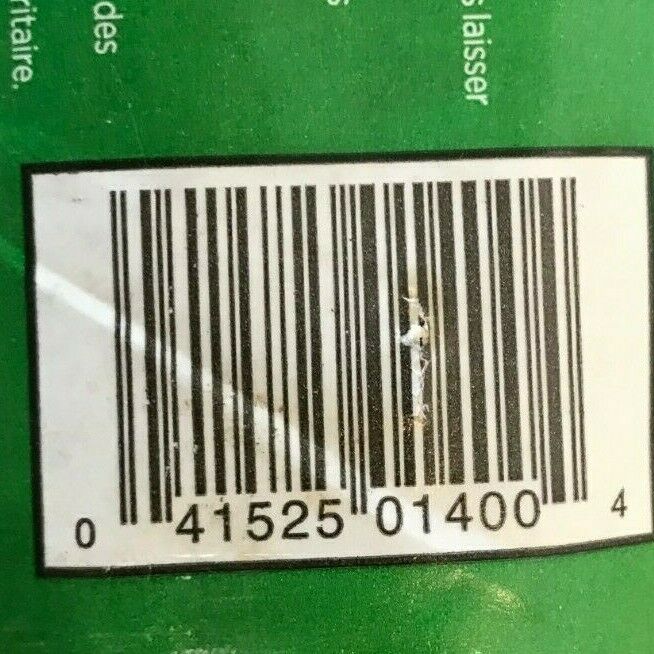 s laisser
des
ritaire.
0 41525 01400 4